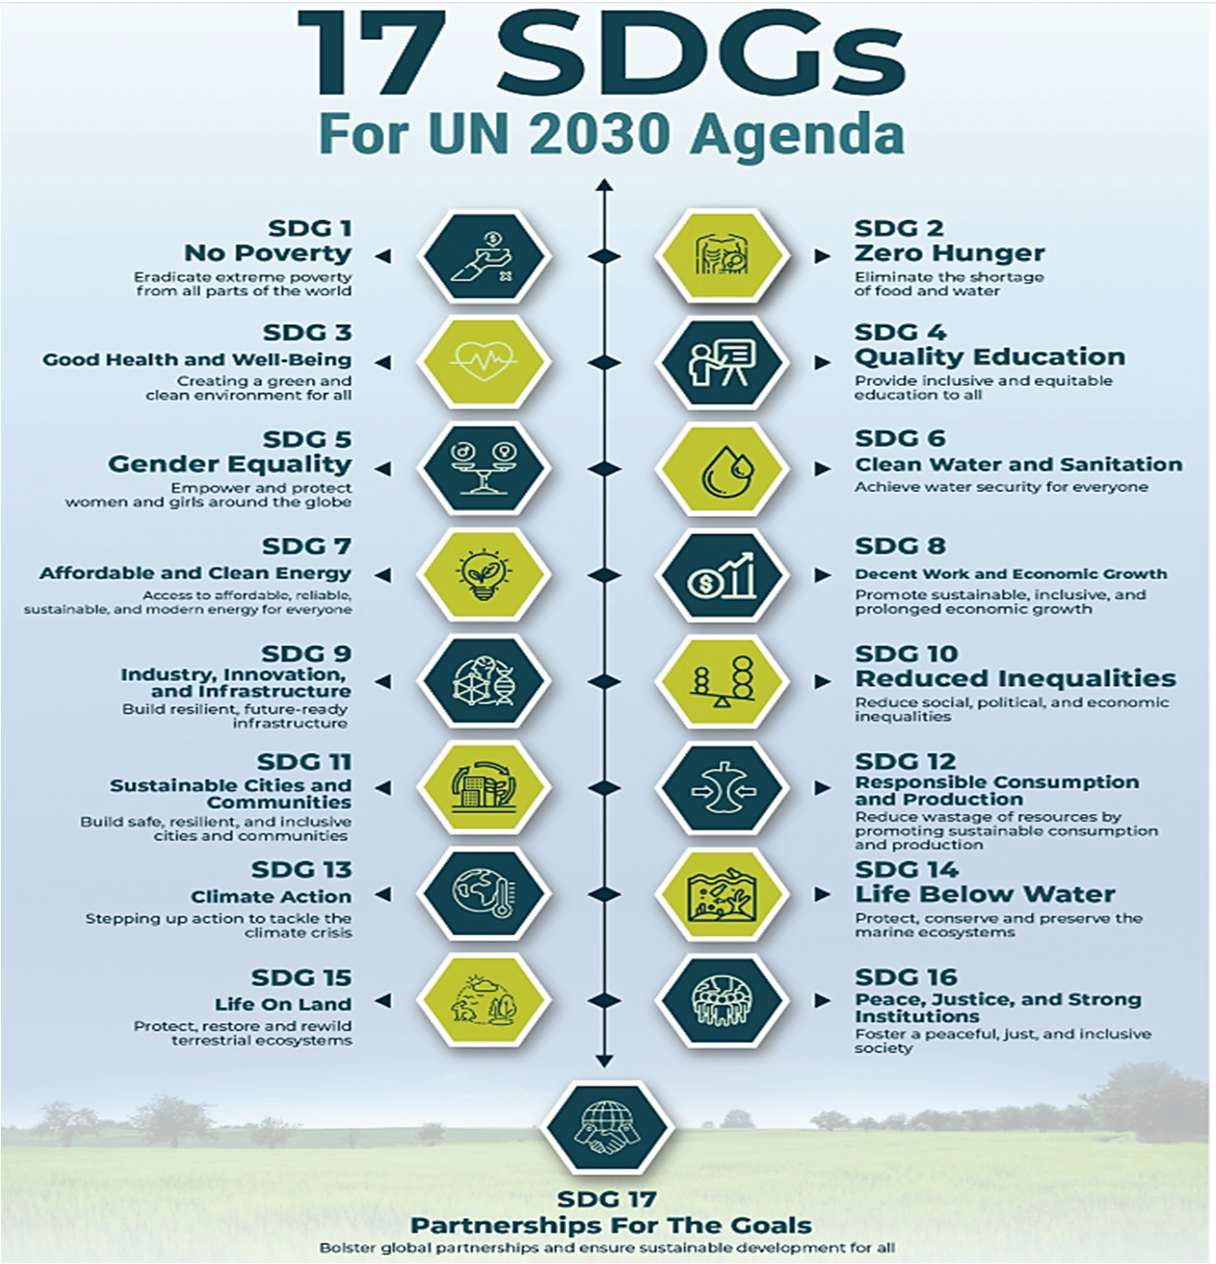 17 SDGs
For UN 2030 Agenda
SDG 1
No Poverty
Eradicate extreme poverty
from all parts of the world
SDG 2
Zero Hunger
Eliminate the shortage
of food and water
SDG 3
Good Health and Well-Being
Creating a green and
clean environment for all
SDG 4
Quality Education
Provide inclusive and equitable
education to all
SDG 5
Gender Equality
Empower and protect
women and girls around the globe
SDG 6
Clean Water and Sanitation
Achieve water security for everyone
SDG 7
Affordable and Clean Energy
Access to affordable, reliable,
sustainable, and modern energy for everyone
SDG 8
Decent Work and Economic Growth
Promote sustainable, inclusive, and
prolonged economic growth
SDG 9
Industry, Innovation,
and Infrastructure
Build resilient, future-ready
infrastructure
SDG 10
Reduced Inequalities
Reduce social, political, and economic
inequalities
SDG 11
Sustainable Cities and
Communities
Build safe, resilient, and inclusive
cities and communities
SDG 12
Responsible Consumption
and Production
Reduce wastage of resources by
promoting sustainable consumption
and production
SDG 13
Climate Action
Stepping up action to tackle the
climate crisis
SDG 14
Life Below Water
Protect, conserve and preserve the
marine ecosystems
SDG 15
Life On Land
Protect, restore and rewild
terrestrial ecosystems
SDG 16
Peace, Justice, and Strong
Institutions
Foster a peaceful, just, and inclusive
society
SDG 17
Partnerships For The Goals
Bolster global partnerships and ensure sustainable development for all